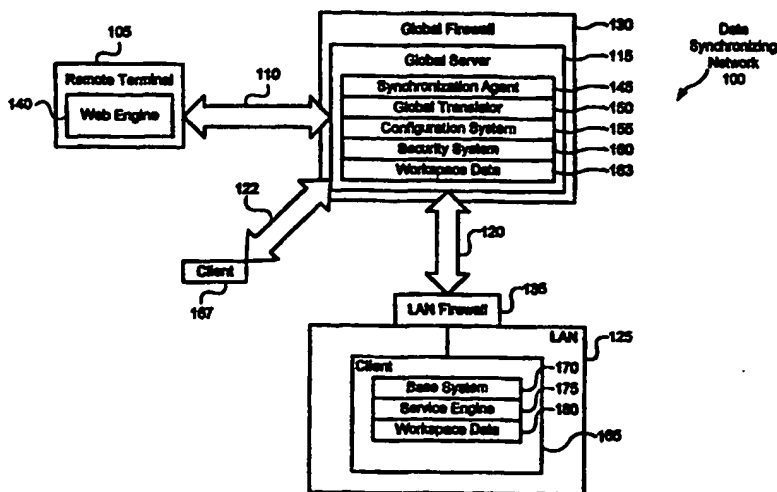 105
Remote Terminal
140
Web Engine
110
Global Firewall
130
Global Server
115
Synchronization Agent
145
Global Translator
150
Configuration System
155
Security System
160
Workspace Data
163
Data
Synchronizing
Network
100
122
Client
167
120
LAN Firewall
135
LAN
125
Client
Base System
170
Service Engine
175
Workspace Data
180
165